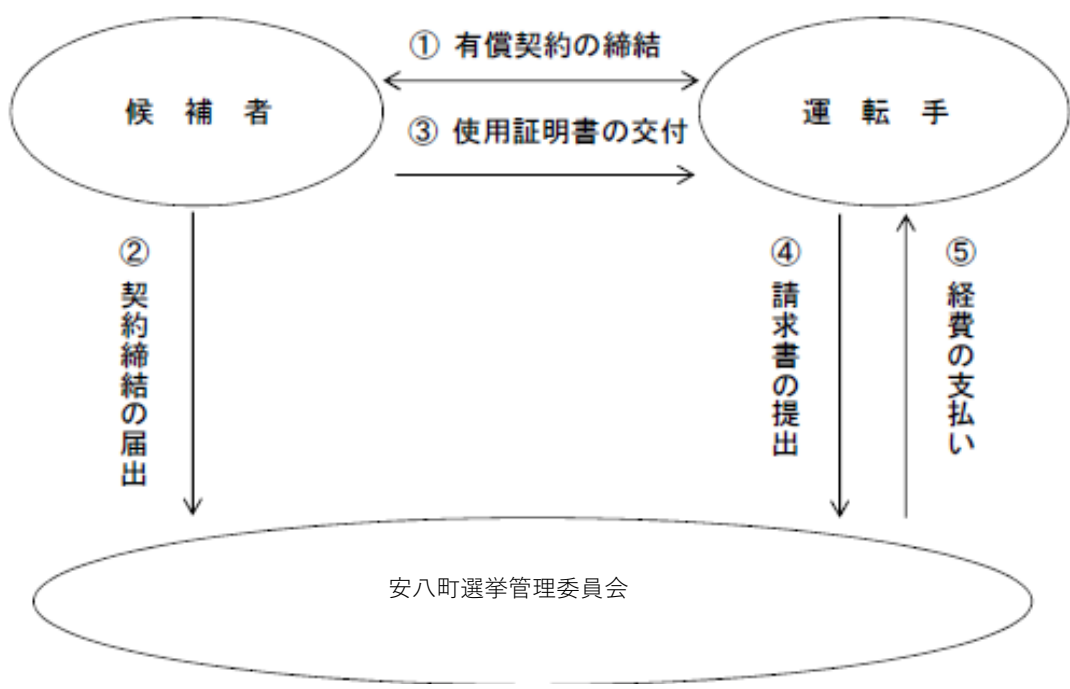 ① 有償契約の締結
候 補 者
運 転 手
③ 使用証明書の交付
② 契約締結の届出
④ 請求書の提出
⑤ 経費の支払い
安八町選挙管理委員会